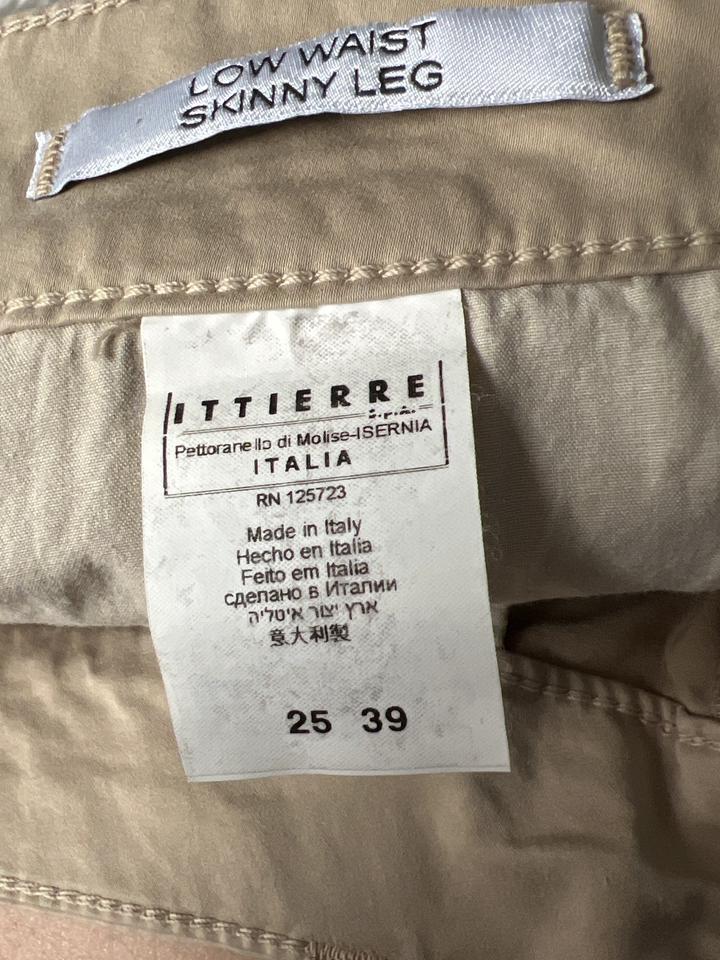 LOW WAIST
SKINNY LEG
ITTIERRE
s.p.a.
Pettoranello di Molise-ISERNIA
ITALIA
RN 125723
Made in Italy
Hecho en Italia
Feito em Italia
сделано в Италии
ארץ יצור איטליה
意大利製
25 39